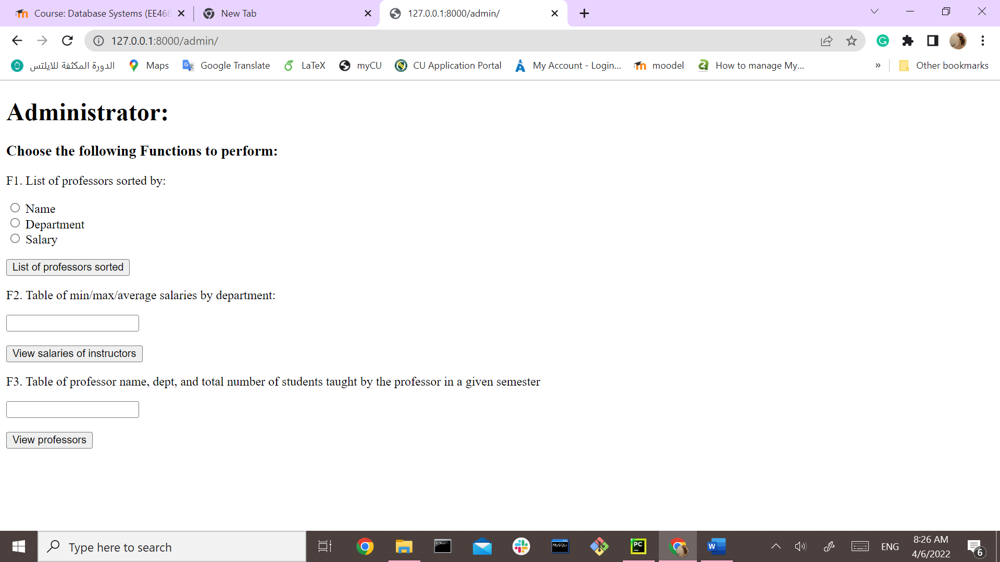 Course: Database Systems (EE468
New Tab
127.0.0.1:8000/admin/
127.0.0.1:8000/admin/
الدورة المكثفة للايلتس
Maps
Google Translate
LaTeX
myCU
CU Application Portal
My Account - Login...
moodel
How to manage My...
»
Other bookmarks
Administrator:
Choose the following Functions to perform:
F1. List of professors sorted by:
Name
Department
Salary
List of professors sorted
F2. Table of min/max/average salaries by department:
View salaries of instructors
F3. Table of professor name, dept, and total number of students taught by the professor in a given semester
View professors
Type here to search
MySQL
PC
W
ENG
8:26 AM
4/6/2022
6